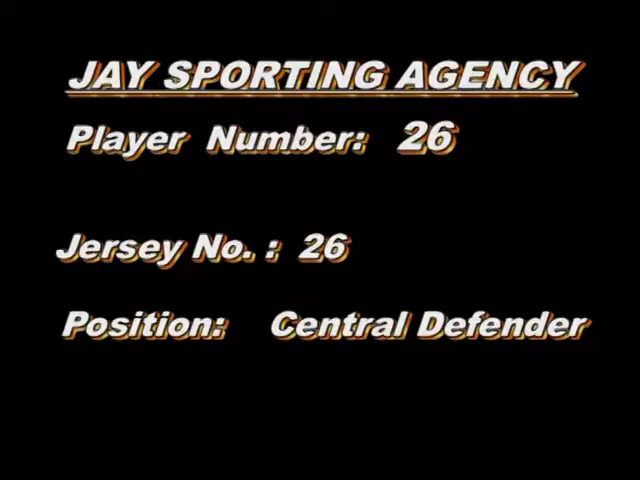 JAY SPORTING AGENCY
Player Number: 26
Jersey No. : 26
Position: Central Defender